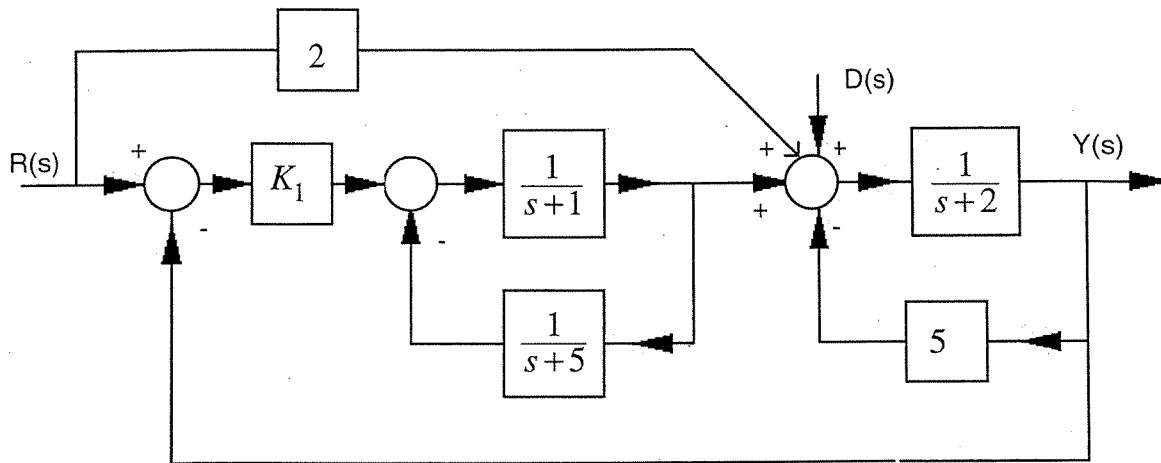 2
D(s)
R(s)
+
K₁
1
s+1
+
+
+
1
s+2
Y(s)
-
-
-
1
s+5
5